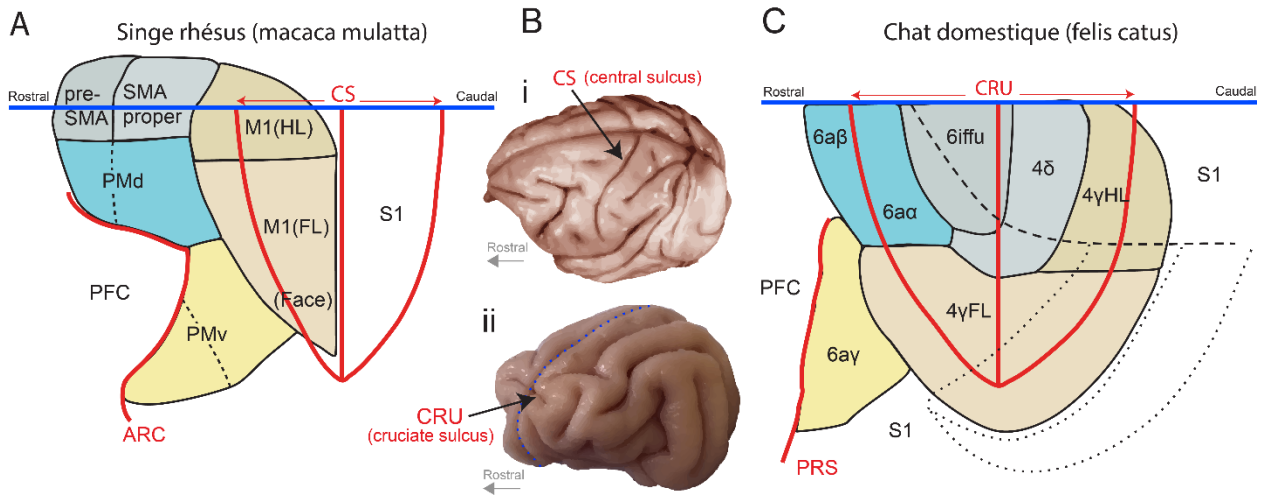 A
Singe rhésus (macaca mulatta)
Rostral
pre-
SMA
SMA
proper
CS
Caudal
M1(HL)
PMd
M1(FL)
S1
(Face)
PFC
PMv
ARC
B
i
CS (central sulcus)
Rostral
ii
CRU
(cruciate sulcus)
Rostral
C
Chat domestique (felis catus)
Rostral
CRU
Caudal
6aβ
6iffu
4δ
4γHL
S1
6aα
PFC
4γFL
6aγ
S1
PRS